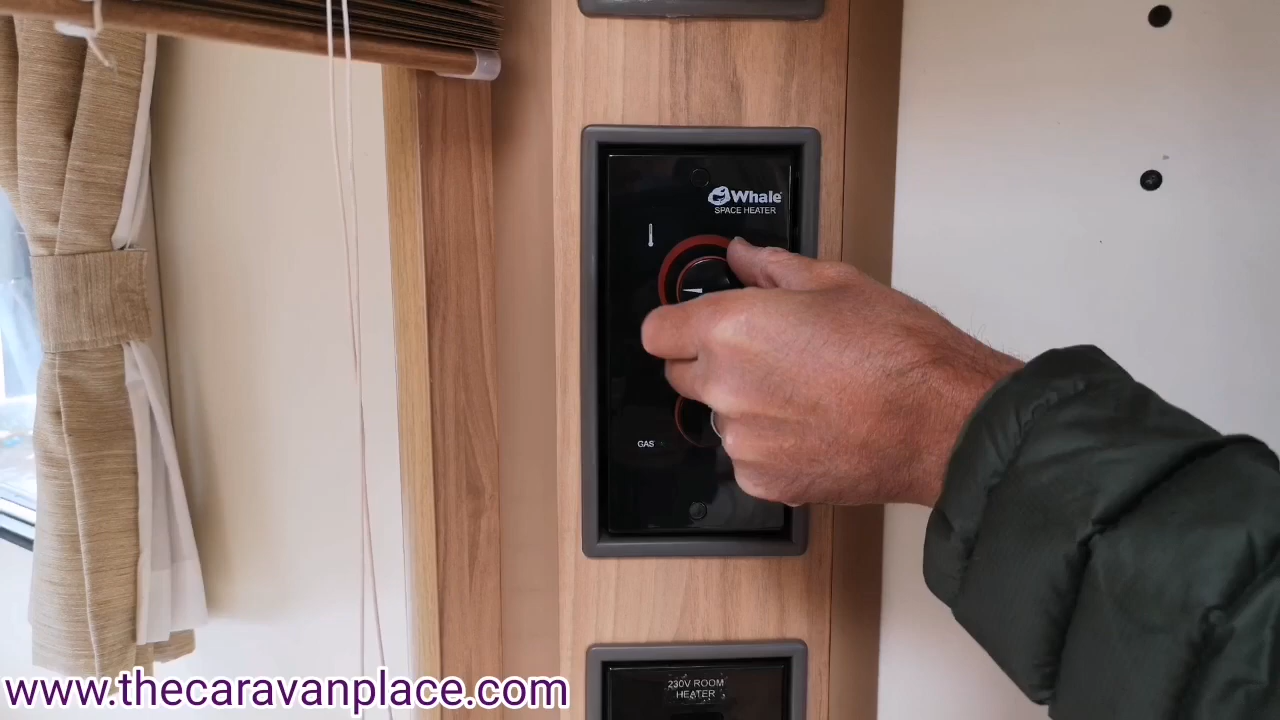 Whale
SPACE HEATER
GAS
230V ROOM
HEATER
www.thecaravanplace.com